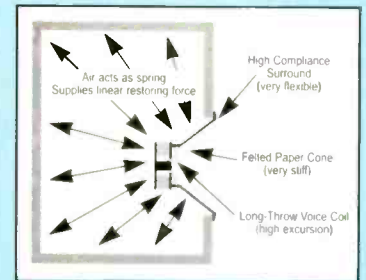 Air acts as spring
Supplies linear restoring force
High Compliance
Surround
(very flexible)
Felted Paper Cone
(very stiff)
Long-Throw Voice Coil
(high excursion)